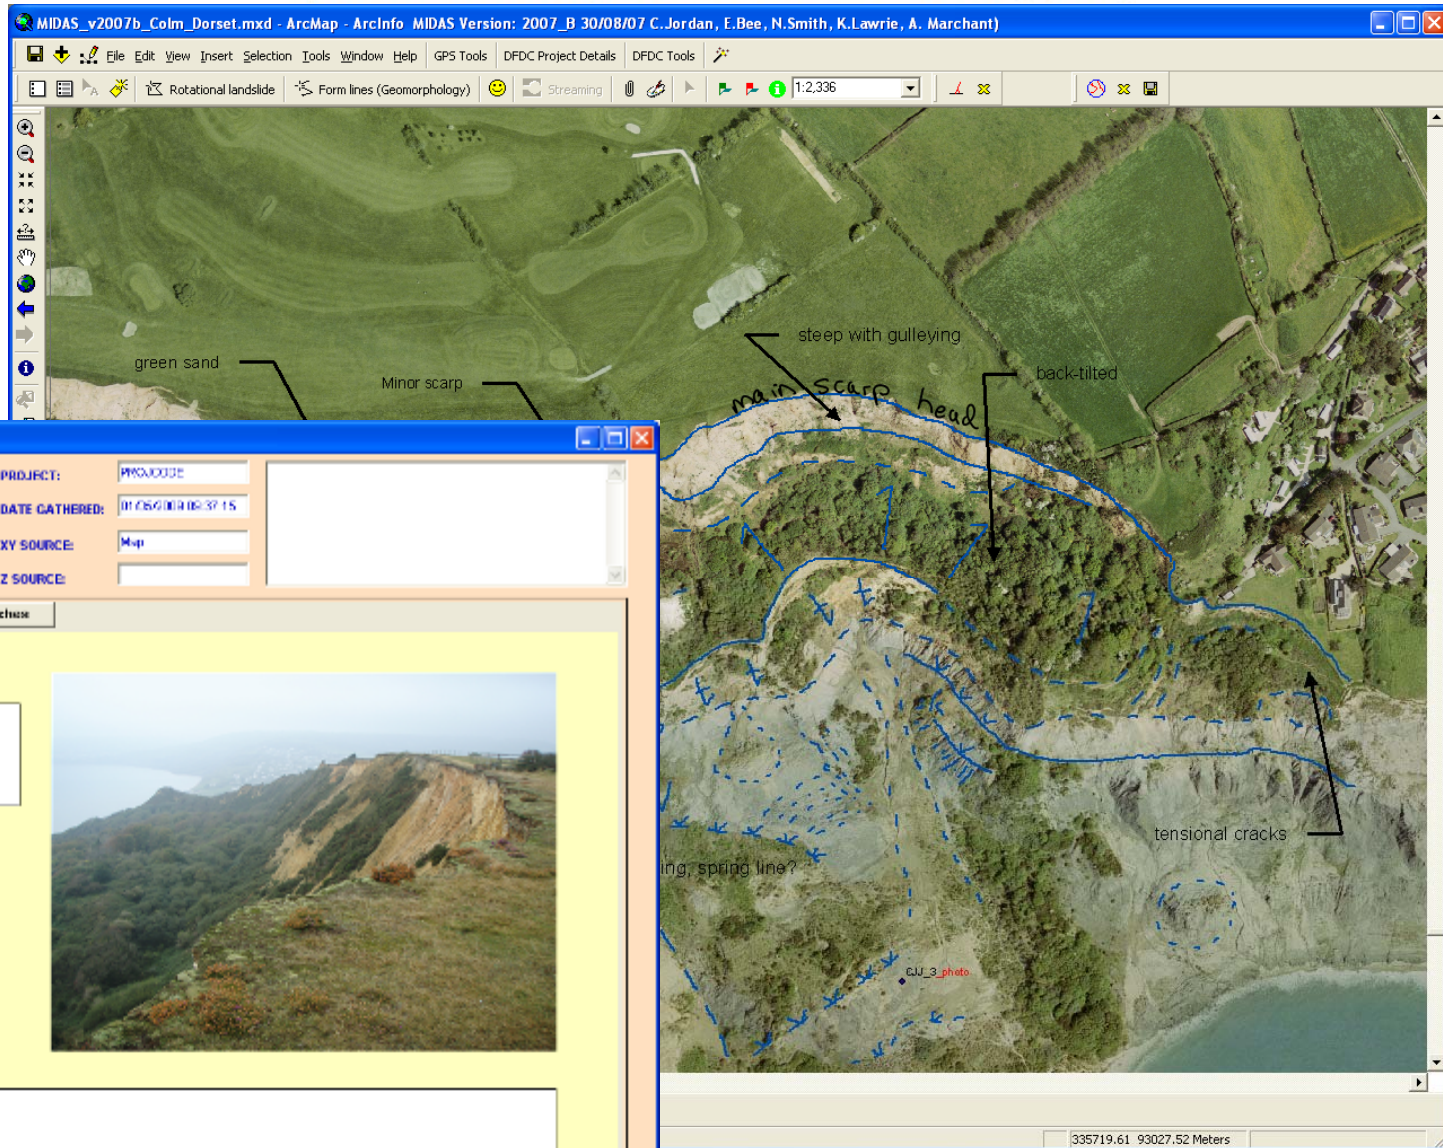 MIDAS_v2007b_Colm_Dorset.mxd - ArcMap - ArcInfo MIDAS Version: 2007_B 30/08/07 C.Jordan, E.Bee, N.Smith, K.Lawrie, A. Marchant)
File Edit View Insert Selection Tools Window Help GPS Tools DFDC Project Details DFDC Tools
Rotational landslide Form lines (Geomorphology) Streaming 1:2,336
steep with gulleying
green sand
back-tilted
Minor scarp
main scarp head
PROJECT: PROJCODE
DATE GATHERED:
XY SOURCE: Map
Z SOURCE:
tensional cracks
ing, spring line?
CJJ_3_photo
335719.61 93027.52 Meters